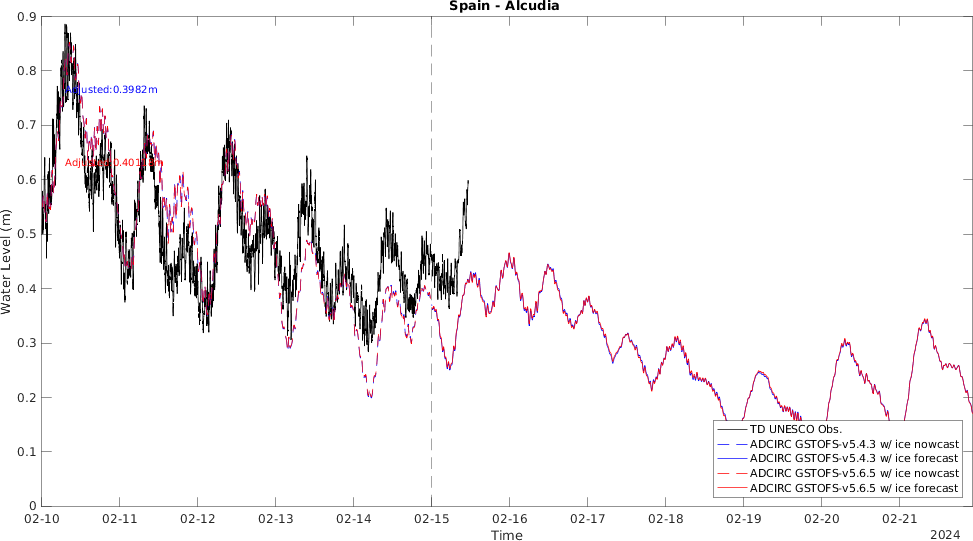 Spain - Alcudia
0.9
0.8
0.7
0.6
0.5
0.4
0.3
0.2
0.1
0
Water Level (m)
Adjusted:0.3982m
TD UNESCO Obs.
ADCIRC GSTOFS-v5.4.3 w/ ice nowcast
ADCIRC GSTOFS-v5.4.3 w/ ice forecast
ADCIRC GSTOFS-v5.6.5 w/ ice nowcast
ADCIRC GSTOFS-v5.6.5 w/ ice forecast
02-10 02-11 02-12 02-13 02-14 02-15 02-16 02-17 02-18 02-19 02-20 02-21
Time
2024